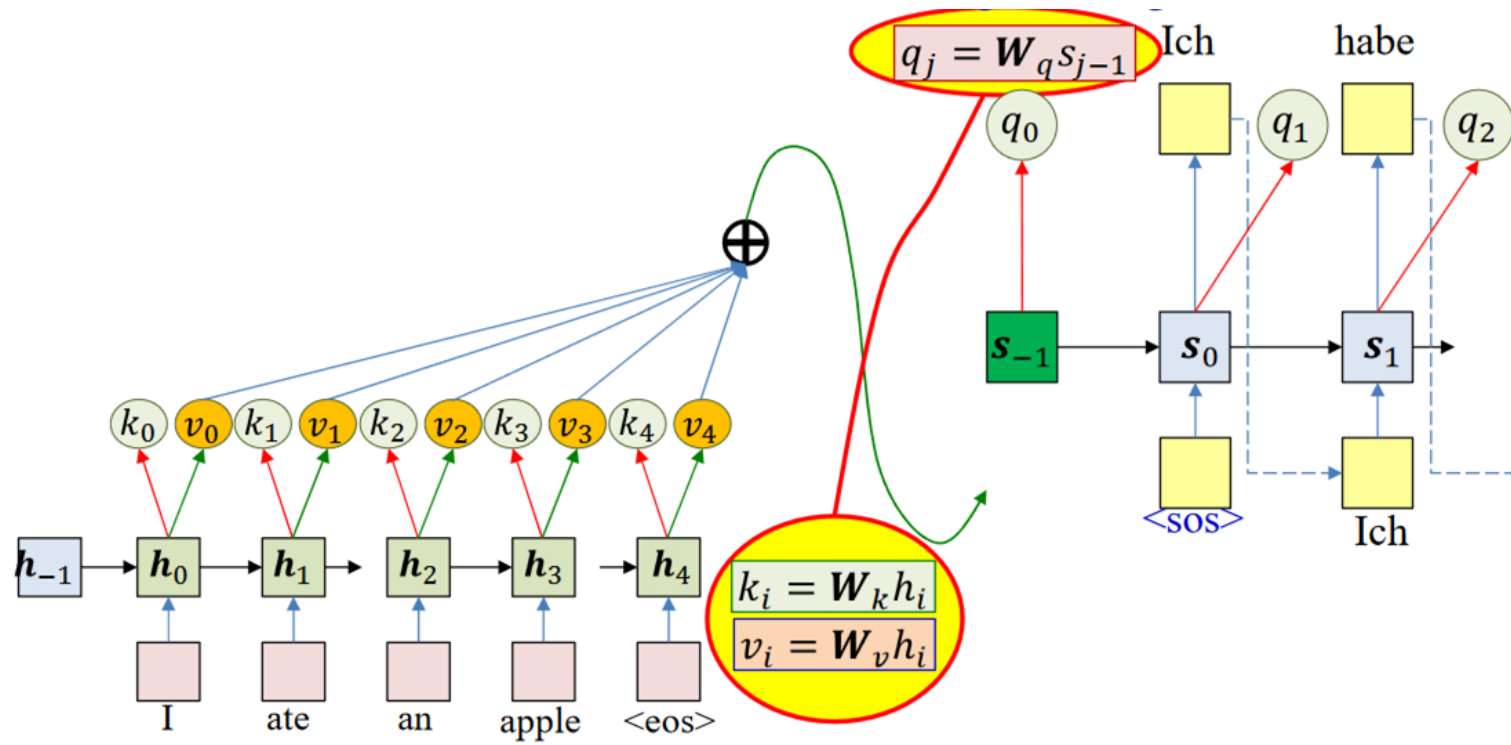 q_j = W_q s_{j-1}
Ich
habe
q_0
q_1
q_2
s_{-1}
s_0
s_1
k_0 v_0 k_1 v_1 k_2 v_2 k_3 v_3 k_4 v_4
<sos>
Ich
h_{-1} h_0 h_1 h_2 h_3 h_4
k_i = W_k h_i
v_i = W_v h_i
I ate an apple <eos>